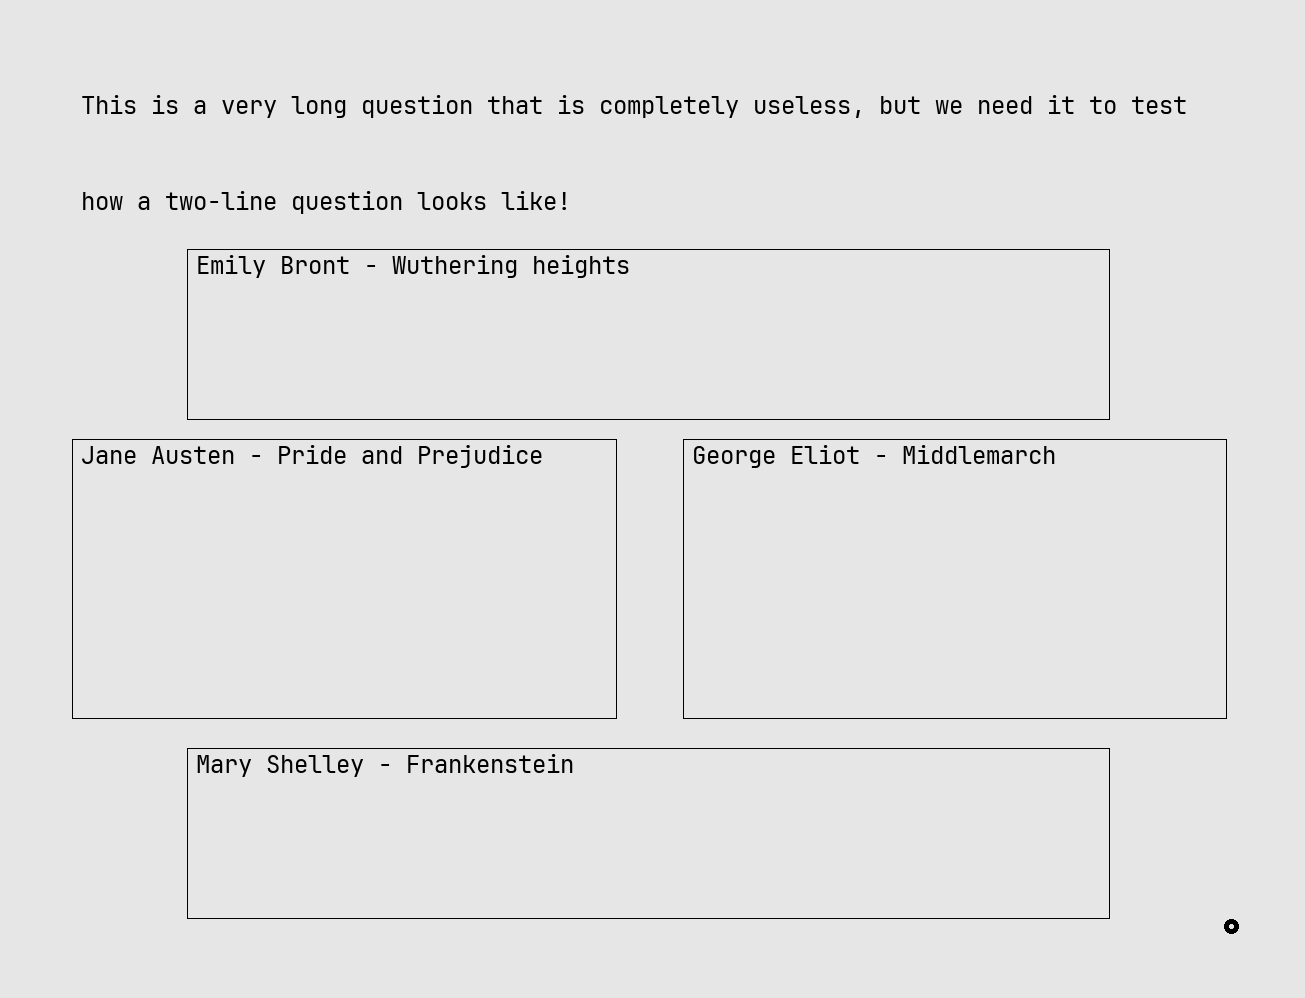 This is a very long question that is completely useless, but we need it to test
how a two-line question looks like!
Emily Bront - Wuthering heights
Jane Austen - Pride and Prejudice
George Eliot - Middlemarch
Mary Shelley - Frankenstein